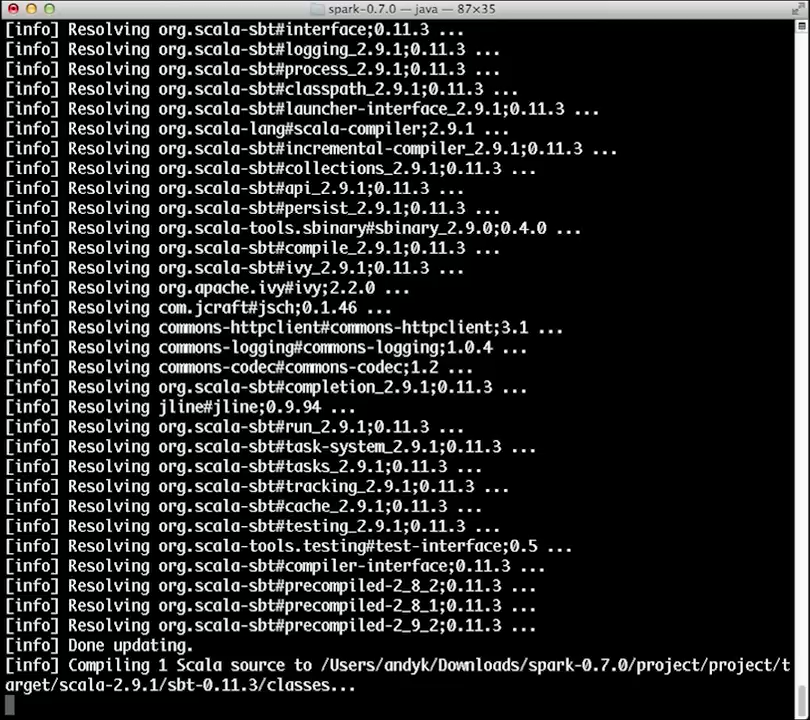 spark-0.7.0 — java — 87×35
[info] Resolving org.scala-sbt#interface;0.11.3 ...
[info] Resolving org.scala-sbt#logging_2.9.1;0.11.3 ...
[info] Resolving org.scala-sbt#process_2.9.1;0.11.3 ...
[info] Resolving org.scala-sbt#classpath_2.9.1;0.11.3 ...
[info] Resolving org.scala-sbt#launcher-interface_2.9.1;0.11.3 ...
[info] Resolving org.scala-lang#scala-compiler;2.9.1 ...
[info] Resolving org.scala-sbt#incremental-compiler_2.9.1;0.11.3 ...
[info] Resolving org.scala-sbt#collections_2.9.1;0.11.3 ...
[info] Resolving org.scala-sbt#api_2.9.1;0.11.3 ...
[info] Resolving org.scala-sbt#persist_2.9.1;0.11.3 ...
[info] Resolving org.scala-tools.sbinary#sbinary_2.9.0;0.4.0 ...
[info] Resolving org.scala-sbt#compile_2.9.1;0.11.3 ...
[info] Resolving org.scala-sbt#ivy_2.9.1;0.11.3 ...
[info] Resolving org.apache.ivy#ivy;2.2.0 ...
[info] Resolving com.jcraft#jsch;0.1.46 ...
[info] Resolving commons-httpclient#commons-httpclient;3.1 ...
[info] Resolving commons-logging#commons-logging;1.0.4 ...
[info] Resolving commons-codec#commons-codec;1.2 ...
[info] Resolving org.scala-sbt#completion_2.9.1;0.11.3 ...
[info] Resolving jline#jline;0.9.94 ...
[info] Resolving org.scala-sbt#run_2.9.1;0.11.3 ...
[info] Resolving org.scala-sbt#task-system_2.9.1;0.11.3 ...
[info] Resolving org.scala-sbt#tasks_2.9.1;0.11.3 ...
[info] Resolving org.scala-sbt#tracking_2.9.1;0.11.3 ...
[info] Resolving org.scala-sbt#cache_2.9.1;0.11.3 ...
[info] Resolving org.scala-sbt#testing_2.9.1;0.11.3 ...
[info] Resolving org.scala-tools.testing#test-interface;0.5 ...
[info] Resolving org.scala-sbt#compiler-interface;0.11.3 ...
[info] Resolving org.scala-sbt#precompiled-2_8_2;0.11.3 ...
[info] Resolving org.scala-sbt#precompiled-2_8_1;0.11.3 ...
[info] Resolving org.scala-sbt#precompiled-2_9_2;0.11.3 ...
[info] Done updating.
[info] Compiling 1 Scala source to /Users/andyk/Downloads/spark-0.7.0/project/project/t
arget/scala-2.9.1/sbt-0.11.3/classes...